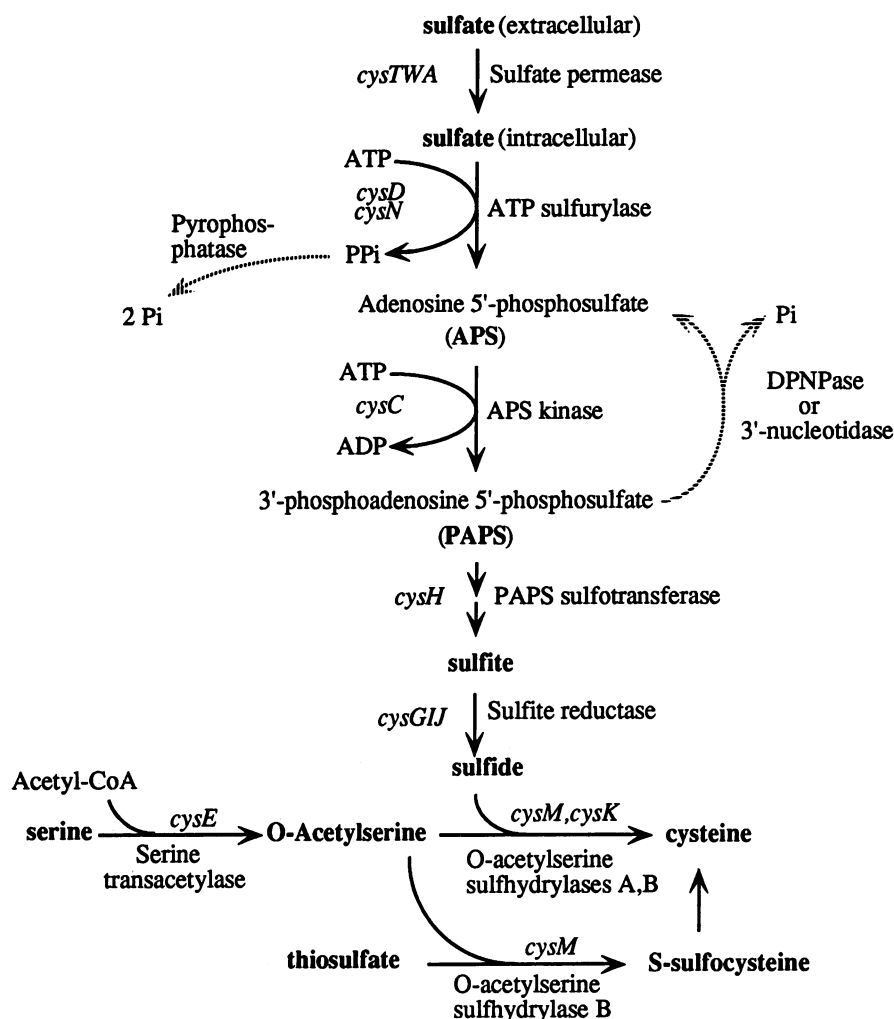 sulfate (extracellular)
cysTWA Sulfate permease
sulfate (intracellular)
ATP
cysD
cysN
ATP sulfurylase
Pyrophos-
phatase
PPi
2 Pi
Adenosine 5'-phosphosulfate
(APS)
Pi
ATP
cysC
APS kinase
ADP
DPNPase
or
3'-nucleotidase
3'-phosphoadenosine 5'-phosphosulfate
(PAPS)
cysH PAPS sulfotransferase
sulfite
cysGIJ Sulfite reductase
sulfide
Acetyl-CoA
serine
cysE
Serine
transacetylase
O-Acetylserine
cysM,cysK
O-acetylserine
sulfhydrylases A,B
cysteine
thiosulfate
cysM
O-acetylserine
sulfhydrylase B
S-sulfocysteine